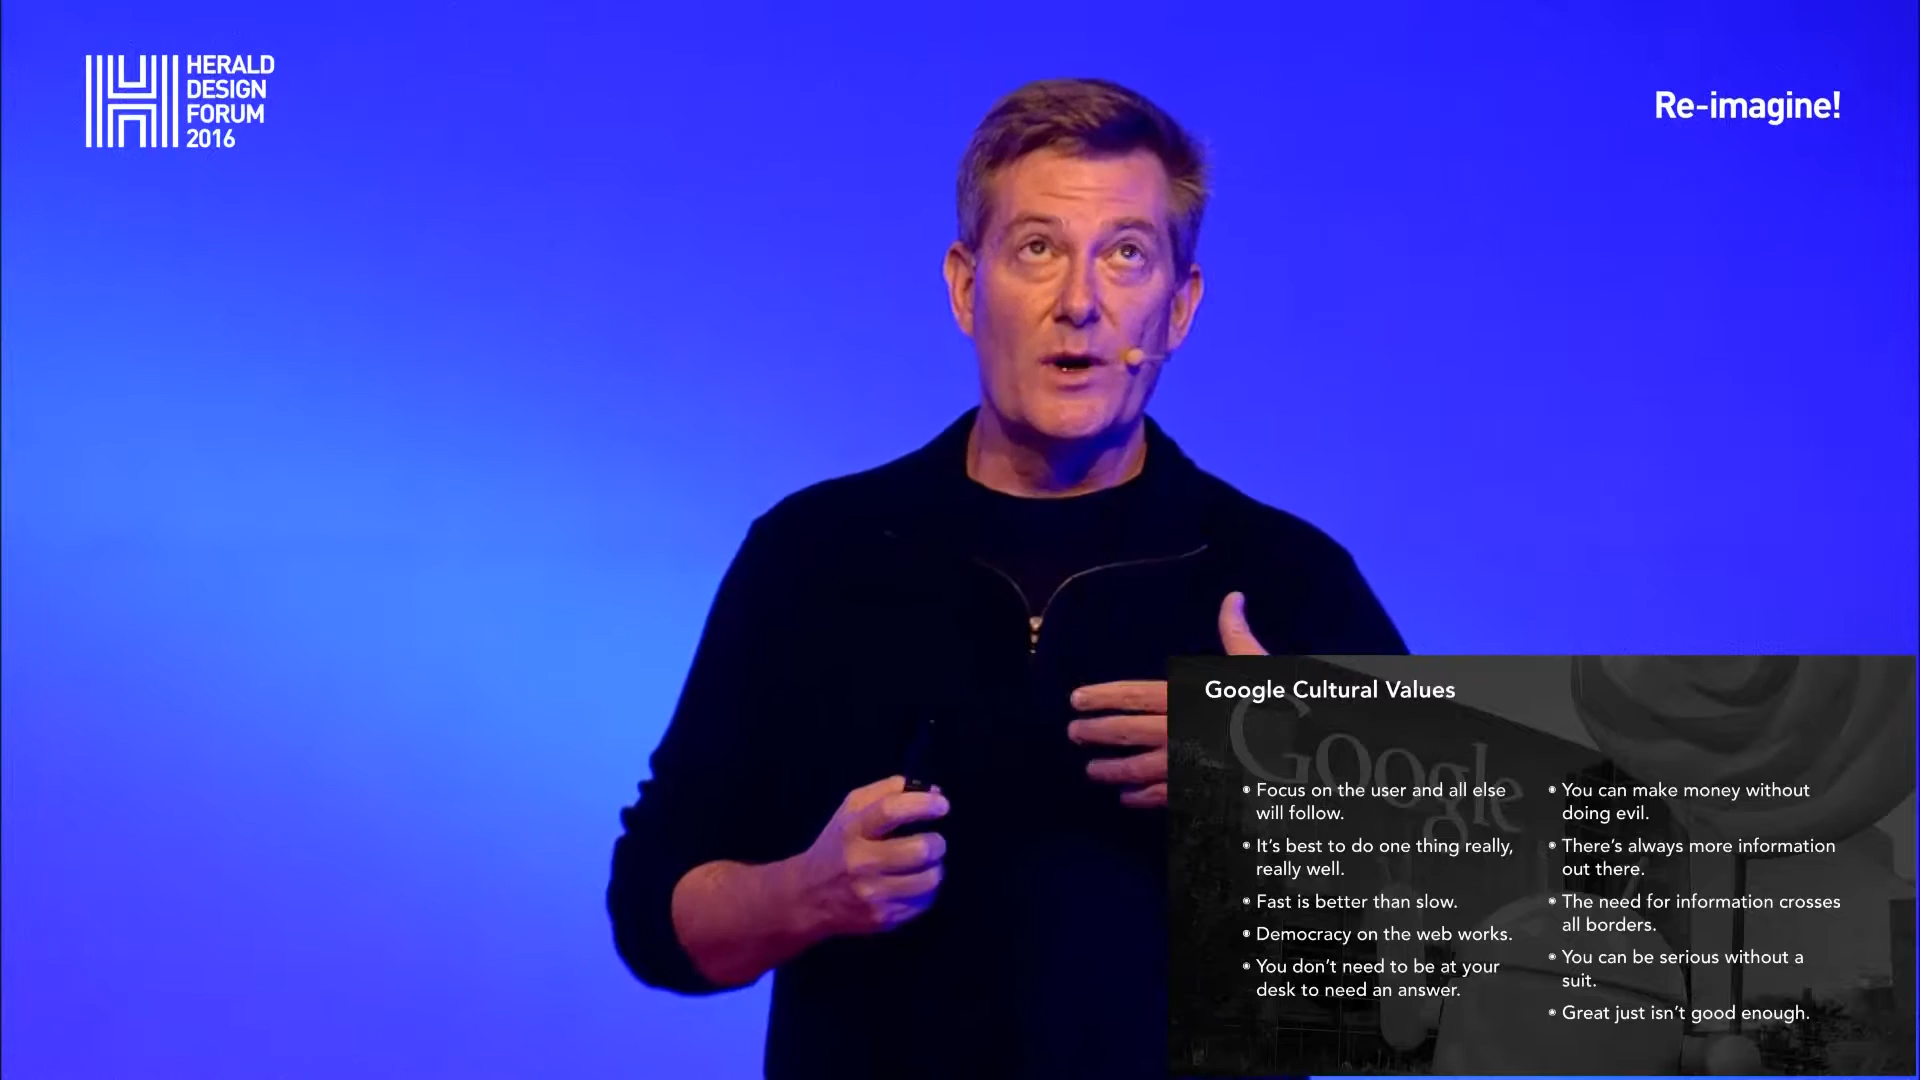 HERALD
DESIGN
FORUM
2016
Re-imagine!
Google Cultural Values
Google
• Focus on the user and all else
will follow.
• It's best to do one thing really,
really well.
• Fast is better than slow.
• Democracy on the web works.
• You don't need to be at your
desk to need an answer.
• You can make money without
doing evil.
• There's always more information
out there.
• The need for information crosses
all borders.
• You can be serious without a
suit.
• Great just isn't good enough.